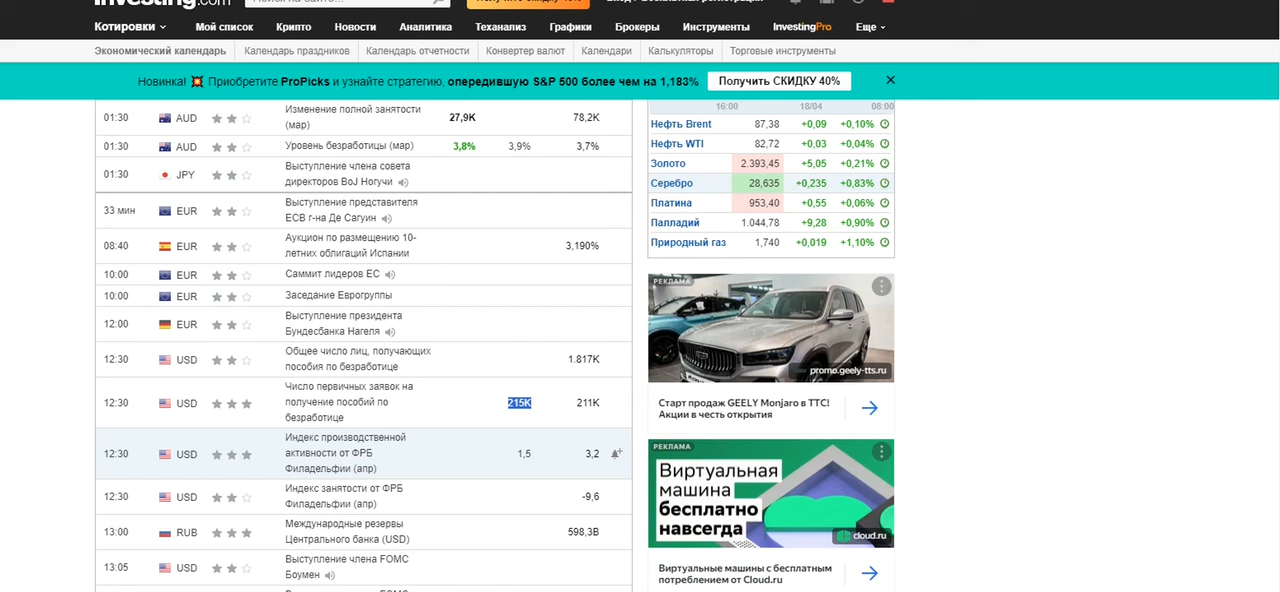 Investing.com
Котировки Мой список Крипто Новости Аналитика Теханализ Графики Брокеры Инструменты InvestingPro Еще
Экономический календарь Календарь праздников Календарь отчетности Конвертер валют Календари Калькуляторы Торговые инструменты
Новинка! 💥 Приобретите ProPicks и узнайте стратегию, опередившую S&P 500 более чем на 1,183% Получить СКИДКУ 40%
01:30 AUD Изменение полной занятости
(мар) 27,9K 78,2K
01:30 AUD Уровень безработицы (мар) 3,8% 3,9% 3,7%
01:30 JPY Выступление члена совета
директоров BoJ Ногучи
33 мин EUR Выступление представителя
ЕСВ г-на Де Сагуин
08:40 EUR Аукцион по размещению 10-
летних облигаций Испании 3,190%
10:00 EUR Саммит лидеров ЕС
10:00 EUR Заседание Еврогруппы
12:00 EUR Выступление президента
Бундесбанка Нагеля
12:30 USD Общее число лиц, получающих
пособия по безработице 1.817K
12:30 USD Число первичных заявок на
получение пособий по
безработице 215K 211K
12:30 USD Индекс производственной
активности от ФРБ
Филадельфии (апр) 1,5 3,2
12:30 USD Индекс занятости от ФРБ
Филадельфии (апр) -9,6
13:00 RUB Международные резервы
Центрального банка (USD) 598,3B
13:05 USD Выступление члена FOMC
Боумен
16:00 18/04 08:00
Нефть Brent 87,38 +0,09 +0,10%
Нефть WTI 82,72 +0,03 +0,04%
Золото 2.393,45 +5,05 +0,21%
Серебро 28,635 +0,235 +0,83%
Платина 953,40 +0,55 +0,06%
Палладий 1.044,78 +9,28 +0,90%
Природный газ 1,740 +0,019 +1,10%
РЕКЛАМА
promo.geely-tts.ru
Старт продаж GEELY Monjaro в ТТС!
Акции в честь открытия
РЕКЛАМА
Виртуальная
машина
бесплатно
навсегда
cloud.ru
Виртуальные машины с бесплатным
потреблением от Cloud.ru